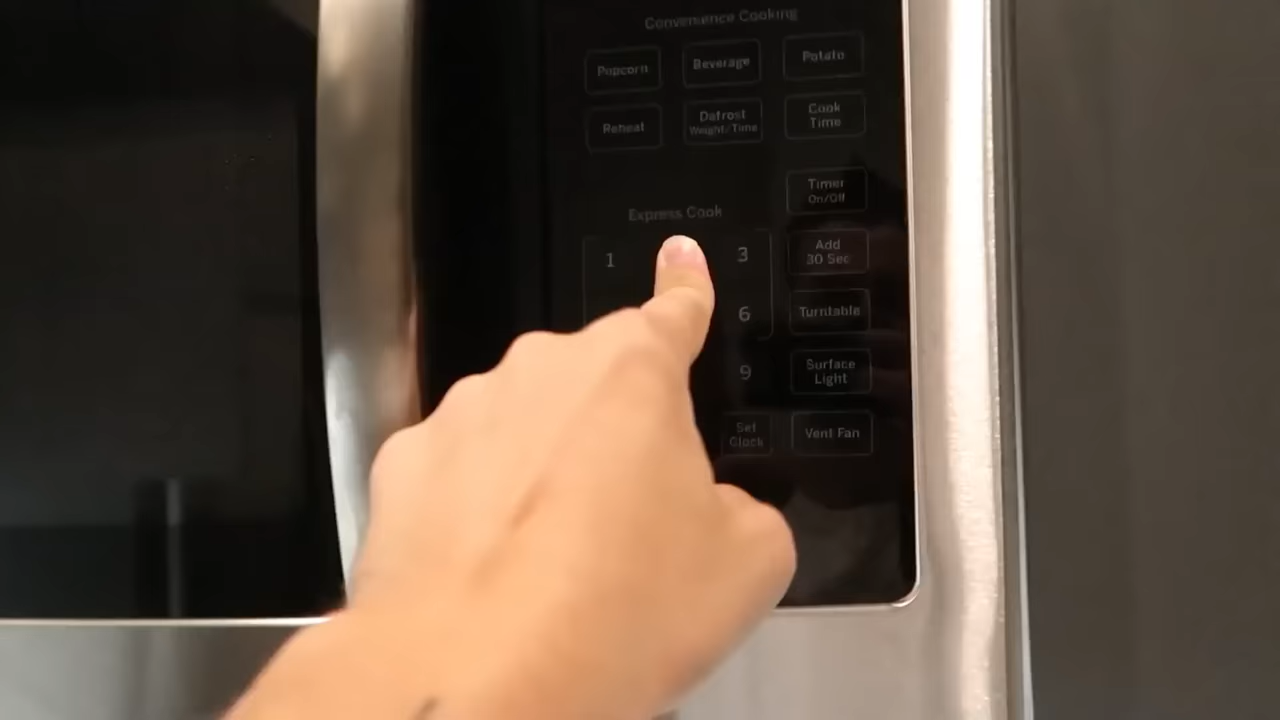 Convenience Cooking
Popcorn
Beverage
Potato
Reheat
Defrost
Weight/Time
Cook
Time
Timer
On/Off
Express Cook
1
3
Add
30 Sec
6
Turntable
9
Surface
Light
Set
Clock
Vent Fan